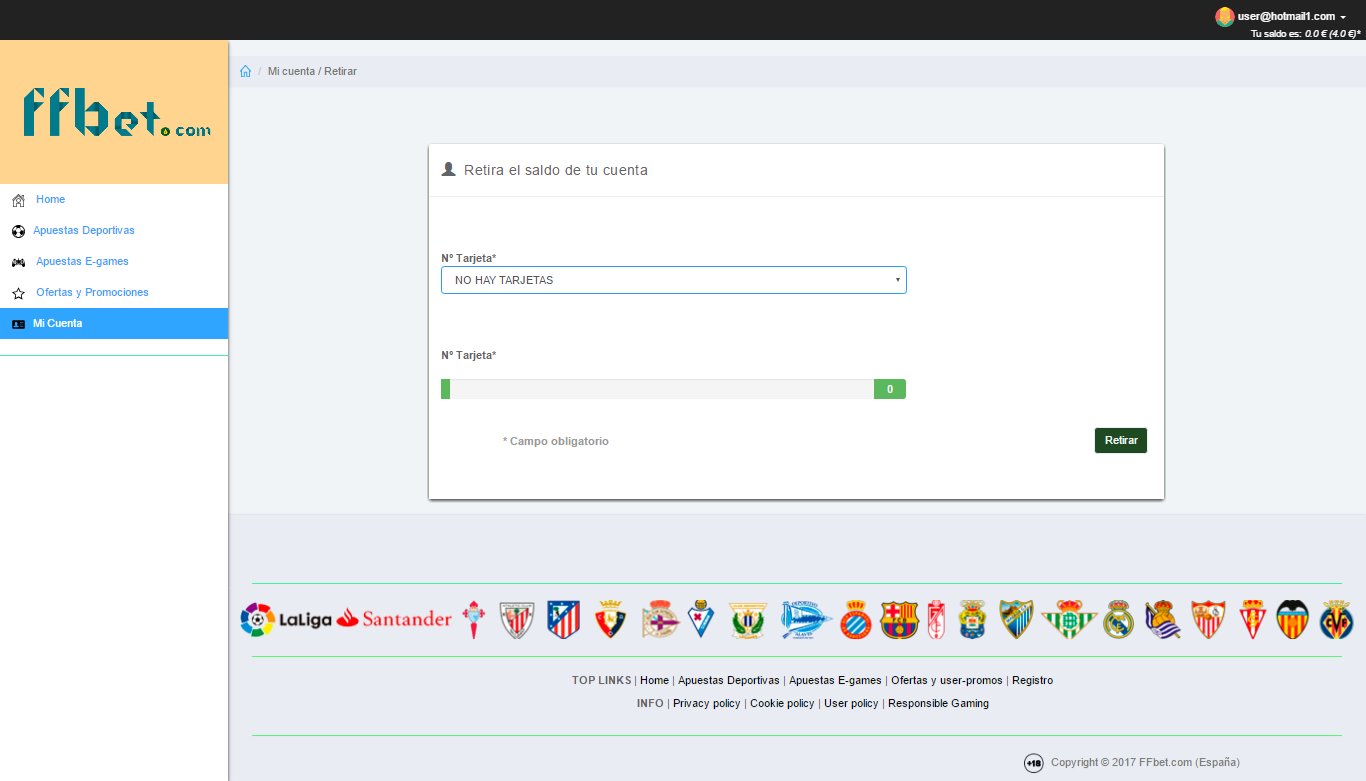 user@hotmail1.com
Tu saldo es: 0.0 € (4.0 €)*
ffbet.com
/ Mi cuenta / Retirar
Home
Apuestas Deportivas
Apuestas E-games
Ofertas y Promociones
Mi Cuenta
Retira el saldo de tu cuenta
Nº Tarjeta*
NO HAY TARJETAS
Nº Tarjeta*
0
* Campo obligatorio
Retirar
LaLiga Santander
TOP LINKS | Home | Apuestas Deportivas | Apuestas E-games | Ofertas y user-promos | Registro
INFO | Privacy policy | Cookie policy | User policy | Responsible Gaming
+18 Copyright © 2017 FFbet.com (España)